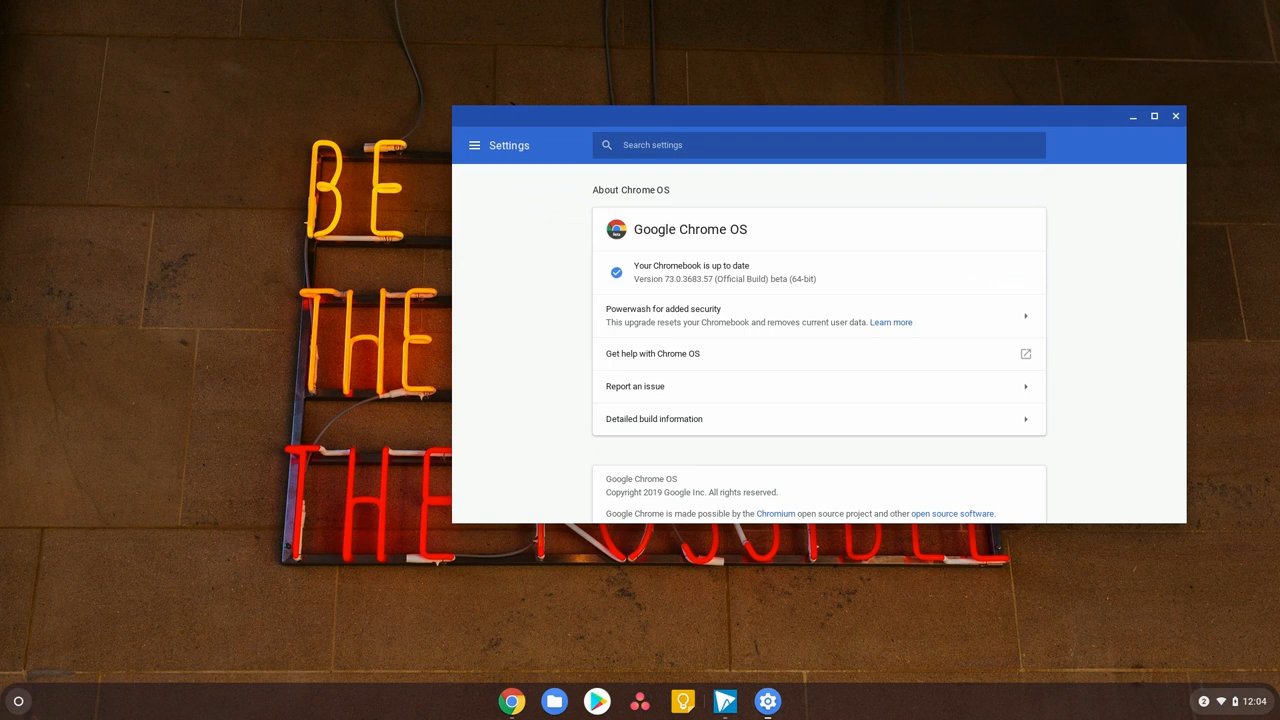 BE
THE
THE
Settings
Search settings
About Chrome OS
Google Chrome OS
Your Chromebook is up to date
Version 73.0.3683.57 (Official Build) beta (64-bit)
Powerwash for added security
This upgrade resets your Chromebook and removes current user data. Learn more
Get help with Chrome OS
Report an issue
Detailed build information
Google Chrome OS
Copyright 2019 Google Inc. All rights reserved.
Google Chrome is made possible by the Chromium open source project and other open source software.
2
12:04